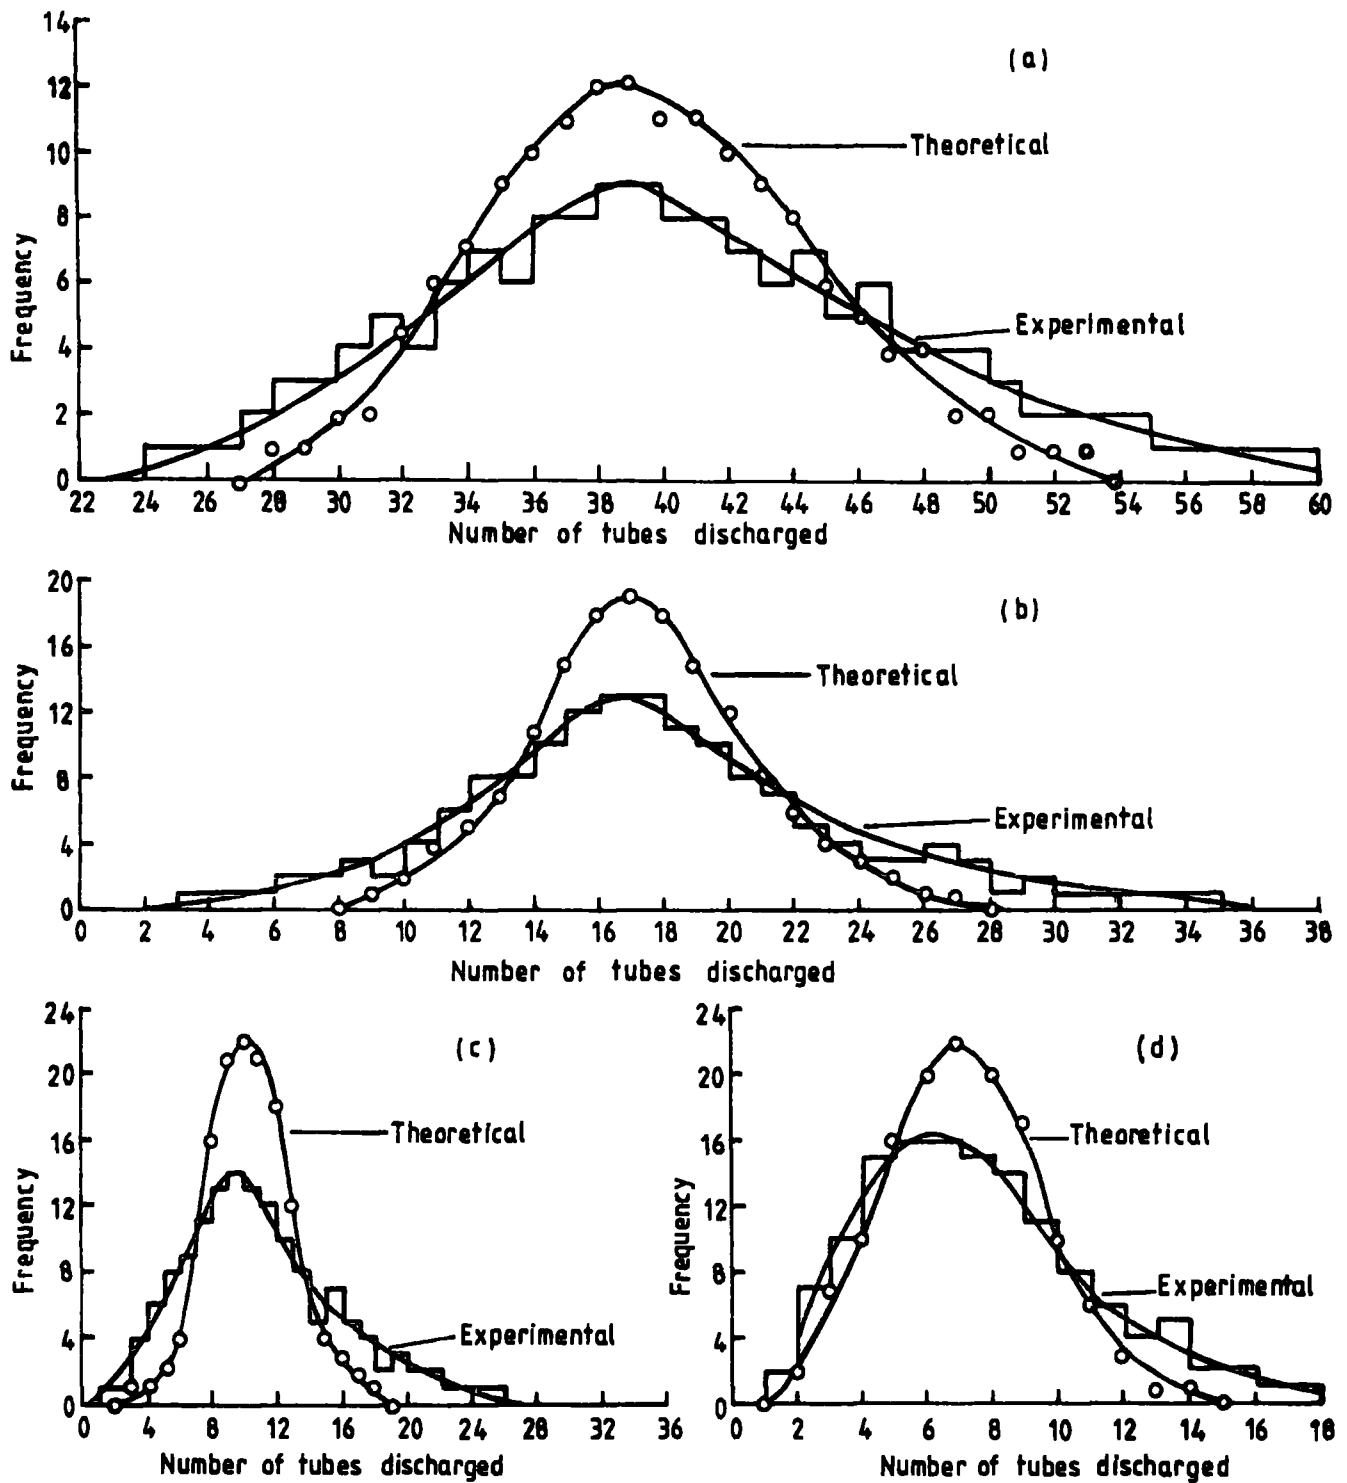 14
(a)
12
Theoretical
10
8
6
Experimental
4
2
0
Frequency
22 24 26 28 30 32 34 36 38 40 42 44 46 48 50 52 54 56 58 60
Number of tubes discharged
20
(b)
16
Theoretical
12
8
Experimental
4
0
Frequency
0 2 4 6 8 10 12 14 16 18 20 22 24 26 28 30 32 34 36 38
Number of tubes discharged
24
(c)
20
Theoretical
16
12
8
Experimental
4
0
Frequency
0 4 8 12 16 20 24 28 32 36
Number of tubes discharged
24
(d)
20
Theoretical
16
12
8
Experimental
4
0
Frequency
0 2 4 6 8 10 12 14 16 18
Number of tubes discharged